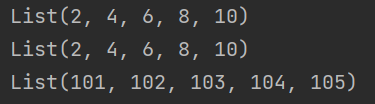 List(2, 4, 6, 8, 10)
List(2, 4, 6, 8, 10)
List(101, 102, 103, 104, 105)